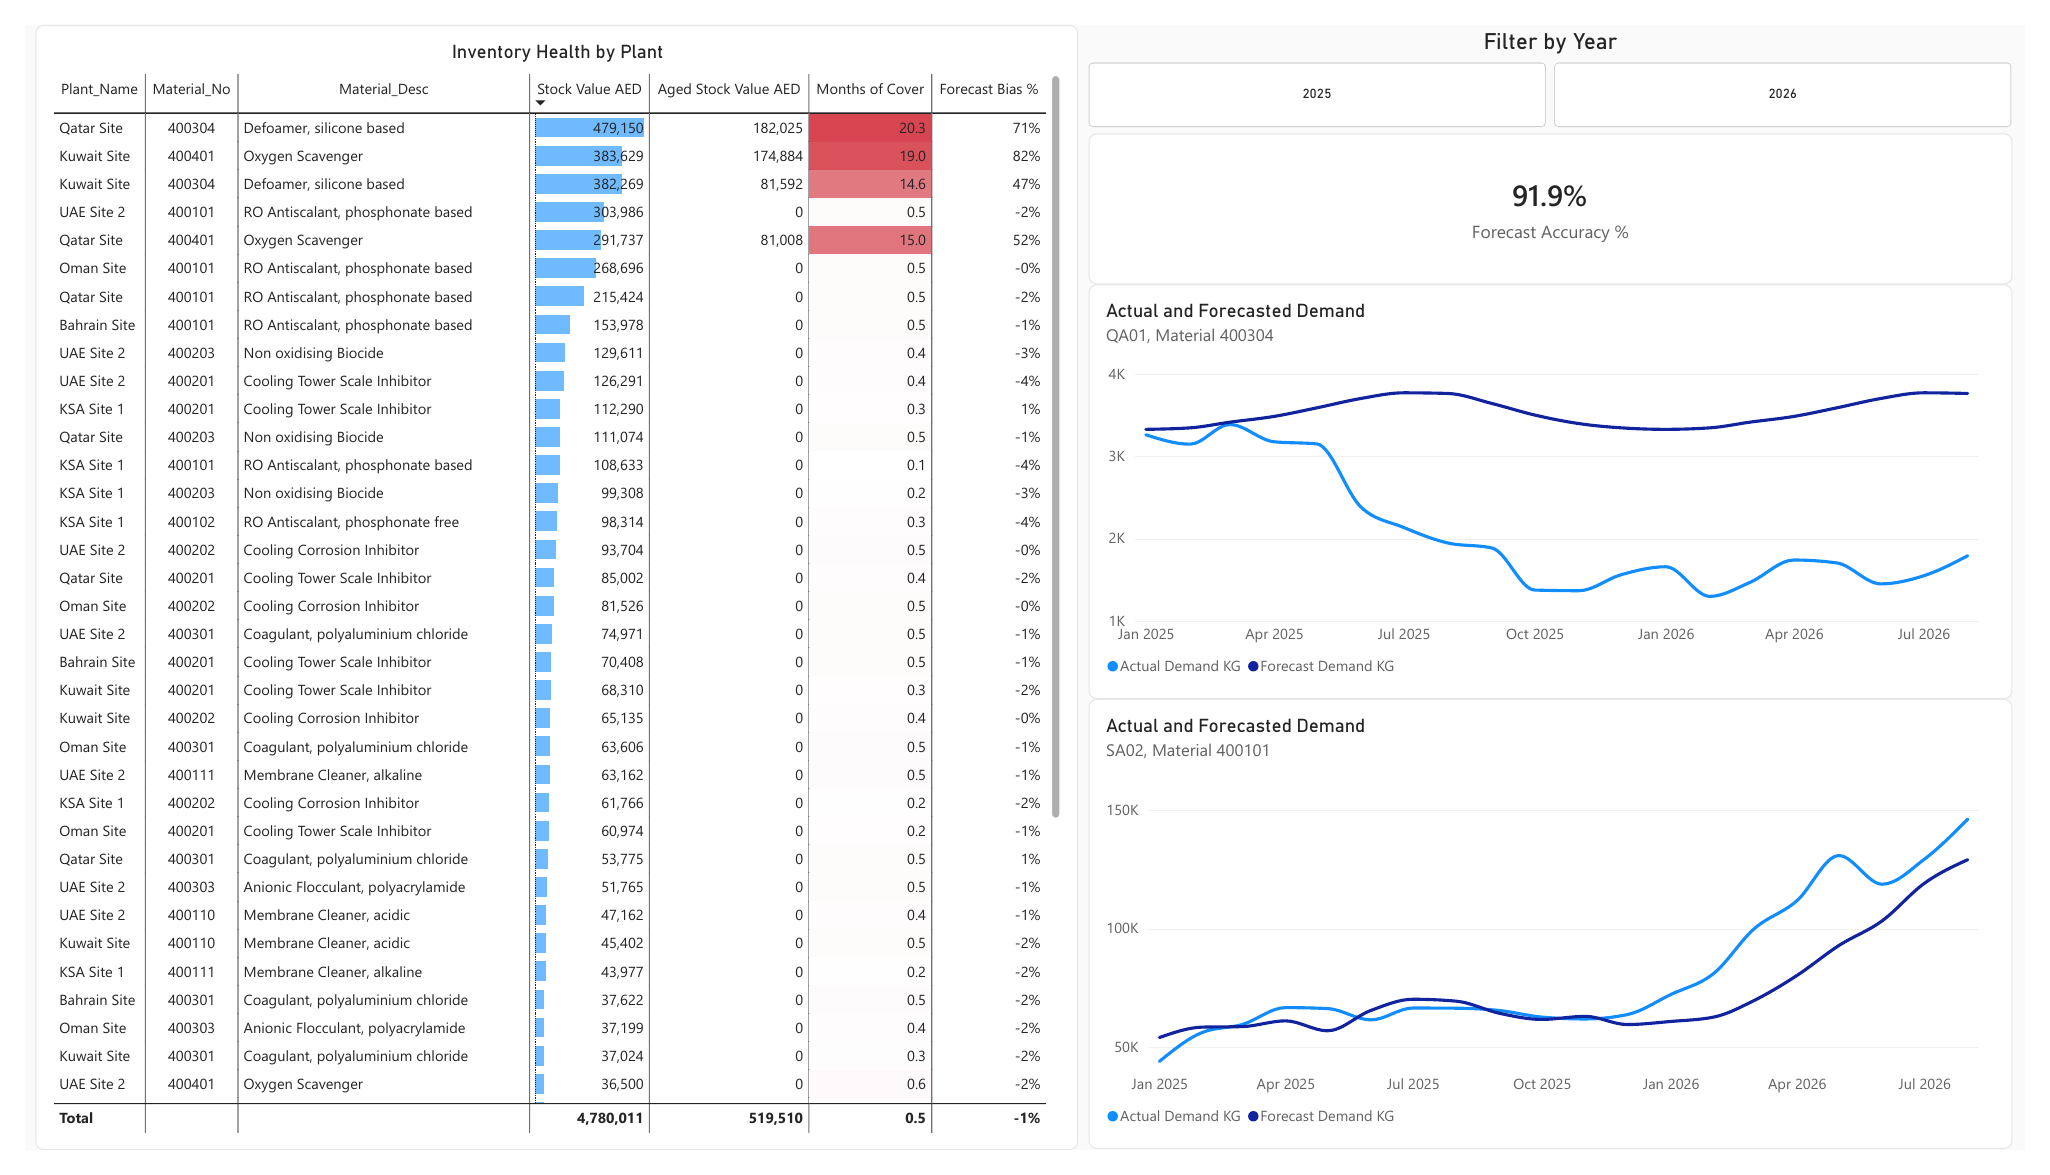 Inventory Health by Plant
Plant_Name Material_No Material_Desc Stock Value AED Aged Stock Value AED Months of Cover Forecast Bias %
Qatar Site 400304 Defoamer, silicone based 479,150 182,025 20.3 71%
Kuwait Site 400401 Oxygen Scavenger 383,629 174,884 19.0 82%
Kuwait Site 400304 Defoamer, silicone based 382,269 81,592 14.6 47%
UAE Site 2 400101 RO Antiscalant, phosphonate based 303,986 0 0.5 -2%
Qatar Site 400401 Oxygen Scavenger 291,737 81,008 15.0 52%
Oman Site 400101 RO Antiscalant, phosphonate based 268,696 0 0.5 -0%
Qatar Site 400101 RO Antiscalant, phosphonate based 215,424 0 0.5 -2%
Bahrain Site 400101 RO Antiscalant, phosphonate based 153,978 0 0.5 -1%
UAE Site 2 400203 Non oxidising Biocide 129,611 0 0.4 -3%
UAE Site 2 400201 Cooling Tower Scale Inhibitor 126,291 0 0.4 -4%
KSA Site 1 400201 Cooling Tower Scale Inhibitor 112,290 0 0.3 1%
Qatar Site 400203 Non oxidising Biocide 111,074 0 0.5 -1%
KSA Site 1 400101 RO Antiscalant, phosphonate based 108,633 0 0.1 -4%
KSA Site 1 400203 Non oxidising Biocide 99,308 0 0.2 -3%
KSA Site 1 400102 RO Antiscalant, phosphonate free 98,314 0 0.3 -4%
UAE Site 2 400202 Cooling Corrosion Inhibitor 93,704 0 0.5 -0%
Qatar Site 400201 Cooling Tower Scale Inhibitor 85,002 0 0.4 -2%
Oman Site 400202 Cooling Corrosion Inhibitor 81,526 0 0.5 -0%
UAE Site 2 400301 Coagulant, polyaluminium chloride 74,971 0 0.5 -1%
Bahrain Site 400201 Cooling Tower Scale Inhibitor 70,408 0 0.5 -1%
Kuwait Site 400201 Cooling Tower Scale Inhibitor 68,310 0 0.3 -2%
Kuwait Site 400202 Cooling Corrosion Inhibitor 65,135 0 0.4 -0%
Oman Site 400301 Coagulant, polyaluminium chloride 63,606 0 0.5 -1%
UAE Site 2 400111 Membrane Cleaner, alkaline 63,162 0 0.5 -1%
KSA Site 1 400202 Cooling Corrosion Inhibitor 61,766 0 0.2 -2%
Oman Site 400201 Cooling Tower Scale Inhibitor 60,974 0 0.2 -1%
Qatar Site 400301 Coagulant, polyaluminium chloride 53,775 0 0.5 1%
UAE Site 2 400303 Anionic Flocculant, polyacrylamide 51,765 0 0.5 -1%
UAE Site 2 400110 Membrane Cleaner, acidic 47,162 0 0.4 -1%
Kuwait Site 400110 Membrane Cleaner, acidic 45,402 0 0.5 -2%
KSA Site 1 400111 Membrane Cleaner, alkaline 43,977 0 0.2 -2%
Bahrain Site 400301 Coagulant, polyaluminium chloride 37,622 0 0.5 -2%
Oman Site 400303 Anionic Flocculant, polyacrylamide 37,199 0 0.4 -2%
Kuwait Site 400301 Coagulant, polyaluminium chloride 37,024 0 0.3 -2%
UAE Site 2 400401 Oxygen Scavenger 36,500 0 0.6 -2%
Total 4,780,011 519,510 0.5 -1%
Filter by Year
2025 2026
91.9%
Forecast Accuracy %
Actual and Forecasted Demand
QA01, Material 400304
4K
3K
2K
1K
Jan 2025 Apr 2025 Jul 2025 Oct 2025 Jan 2026 Apr 2026 Jul 2026
Actual Demand KG Forecast Demand KG
Actual and Forecasted Demand
SA02, Material 400101
150K
100K
50K
Jan 2025 Apr 2025 Jul 2025 Oct 2025 Jan 2026 Apr 2026 Jul 2026
Actual Demand KG Forecast Demand KG